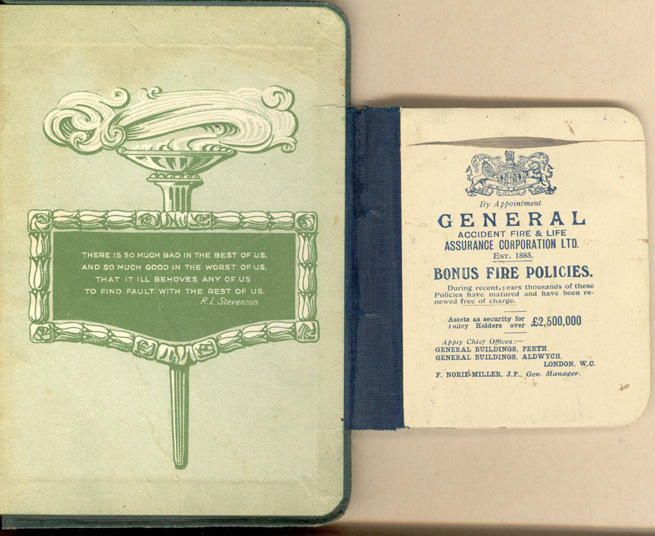 THERE IS SO MUCH BAD IN THE BEST OF US,
AND SO MUCH GOOD IN THE WORST OF US,
THAT IT ILL BEHOVES ANY OF US
TO FIND FAULT WITH THE REST OF US.
R.L. Stevenson.
By Appointment
GENERAL
ACCIDENT FIRE & LIFE
ASSURANCE CORPORATION LTD.
EST. 1885.
BONUS FIRE POLICIES.
During recent years thousands of these
Policies have matured and have been re-
newed free of charge.
Assets as security for
Policy Holders over £2,500,000
Apply Chief Offices:—
GENERAL BUILDINGS, PERTH
GENERAL BUILDINGS, ALDWYCH,
LONDON, W.C.
F. NORIE-MILLER, J.P., Gen. Manager.